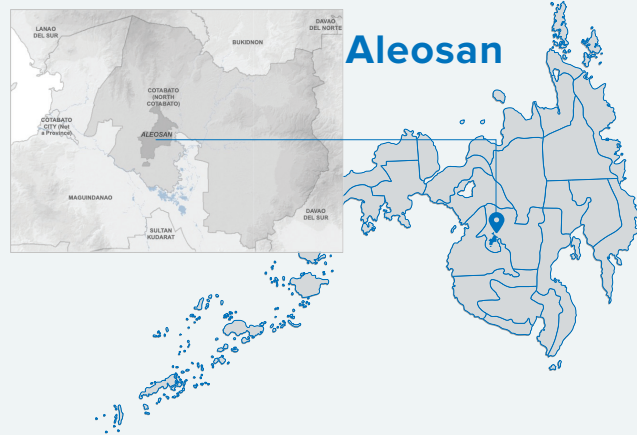 Aleosan
LANAO
DEL SUR
BUKIDNON
DAVAO
DEL NORTE
COTABATO
(NORTH
COTABATO)
COTABATO
CITY (Not
a Province)
ALEOSAN
MAGUINDANAO
SULTAN
KUDARAT
DAVAO
DEL SUR